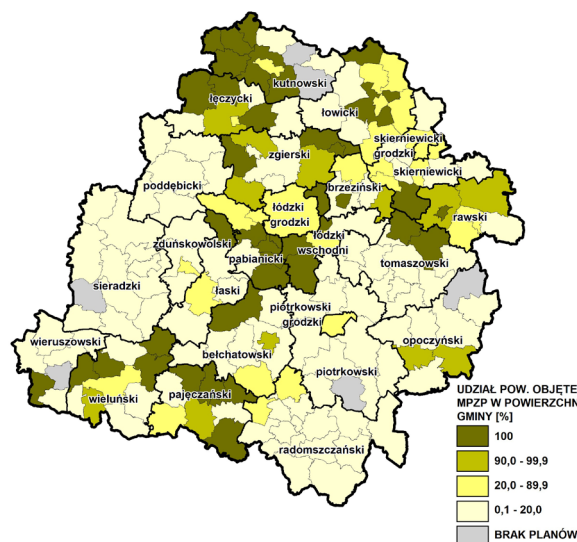 kutnowski
łęczycki
łowicki
skierniewicki
grodzki
zgierski
skierniewicki
poddębicki
brzeziński
łódzki
grodzki
rawski
łódzki
wschodni
zduńskowolski
pabianicki
tomaszowski
sieradzki
łaski
piotrkowski
grodzki
opoczyński
wieruszowski
bełchatowski
piotrkowski
wieluński
pajęczański
radomszczański
UDZIAŁ POW. OBJĘTE
MPZP W POWIERZCHN
GMINY [%]
100
90,0 - 99,9
20,0 - 89,9
0,1 - 20,0
BRAK PLANÓW